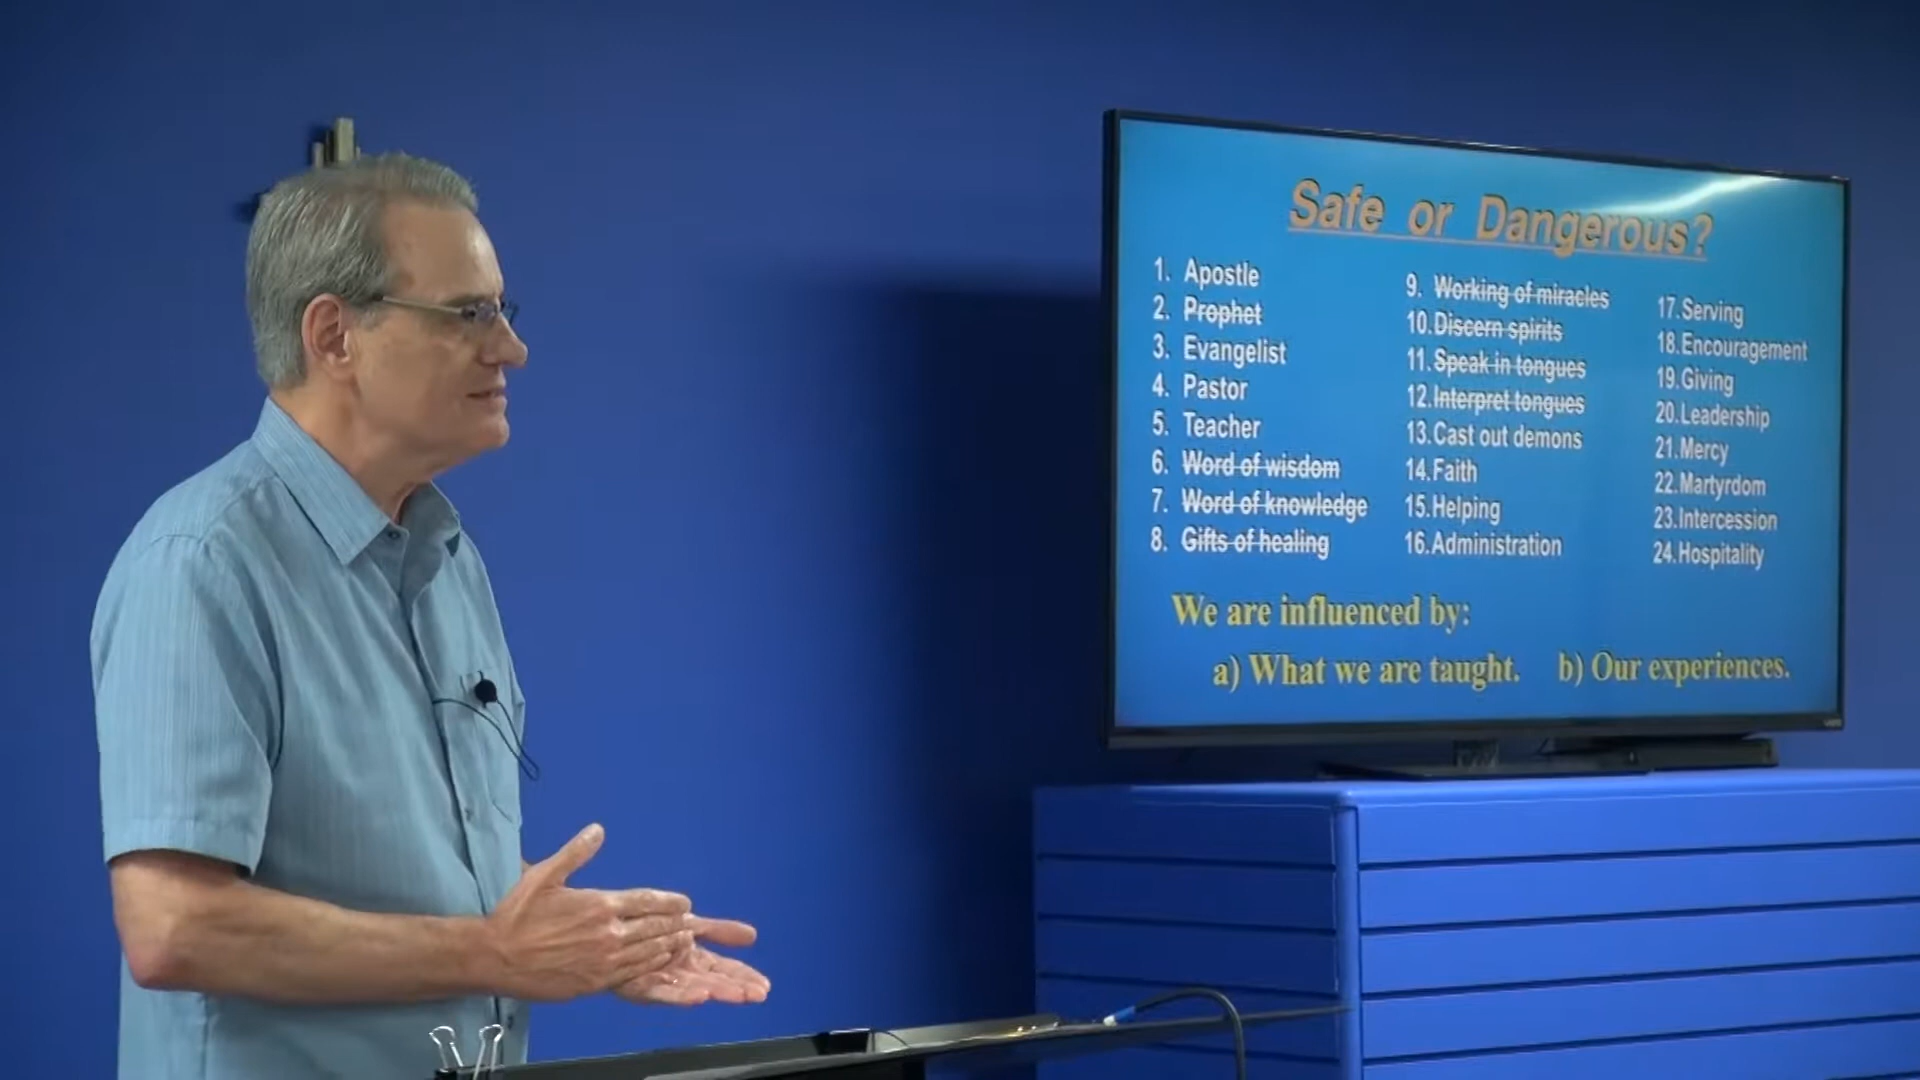 Safe or Dangerous?
1. Apostle
2. Prophet
3. Evangelist
4. Pastor
5. Teacher
6. Word of wisdom
7. Word of knowledge
8. Gifts of healing
9. Working of miracles
10. Discern spirits
11. Speak in tongues
12. Interpret tongues
13. Cast out demons
14. Faith
15. Helping
16. Administration
17. Serving
18. Encouragement
19. Giving
20. Leadership
21. Mercy
22. Martyrdom
23. Intercession
24. Hospitality
We are influenced by:
a) What we are taught. b) Our experiences.